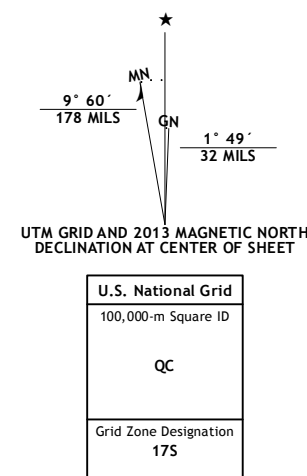 ★
MN
GN
9° 60´
178 MILS
1° 49´
32 MILS
UTM GRID AND 2013 MAGNETIC NORTH
DECLINATION AT CENTER OF SHEET
U.S. National Grid
100,000-m Square ID
QC
Grid Zone Designation
17S